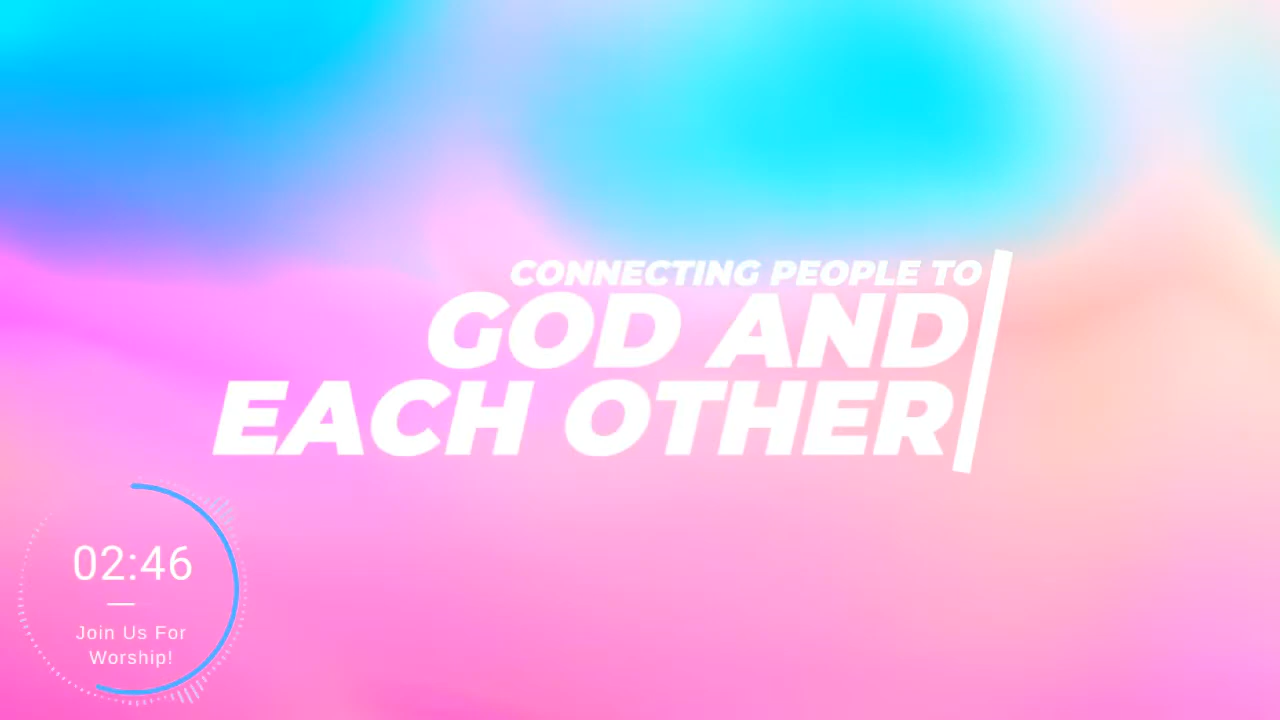 CONNECTING PEOPLE TO
GOD AND
EACH OTHER
02:46
Join Us For
Worship!